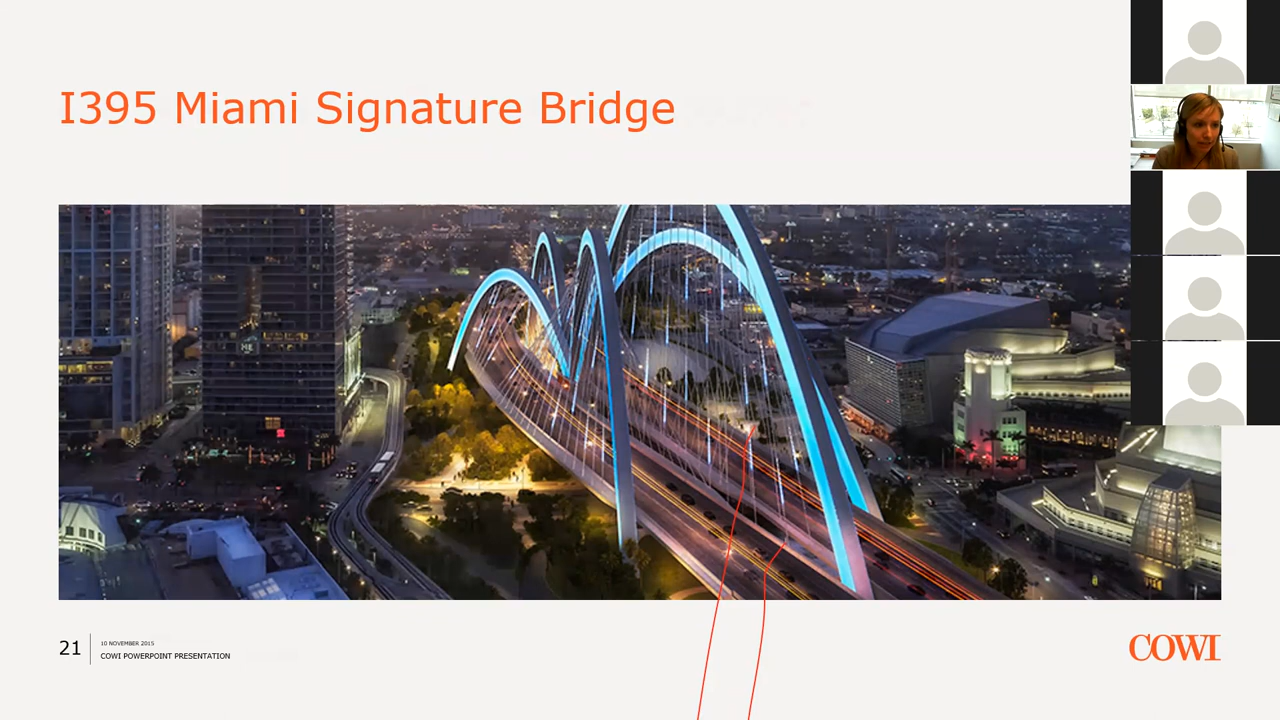 I395 Miami Signature Bridge
21
10 NOVEMBER 2015
COWI POWERPOINT PRESENTATION
COWI